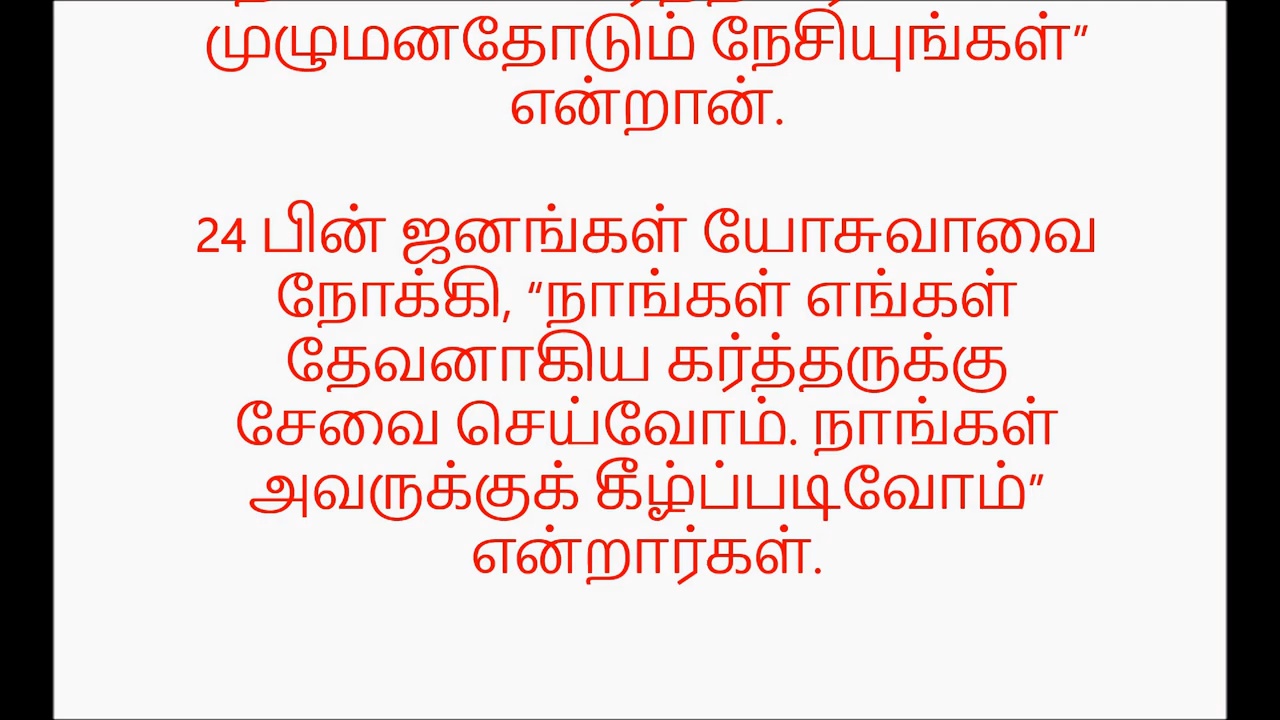 முழுமனதோடும் நேசியுங்கள்”
என்றான்.
24 பின் ஜனங்கள் யோசுவாவை
நோக்கி, “நாங்கள் எங்கள்
தேவனாகிய கர்த்தருக்கு
சேவை செய்வோம். நாங்கள்
அவருக்குக் கீழ்ப்படிவோம்”
என்றார்கள்.